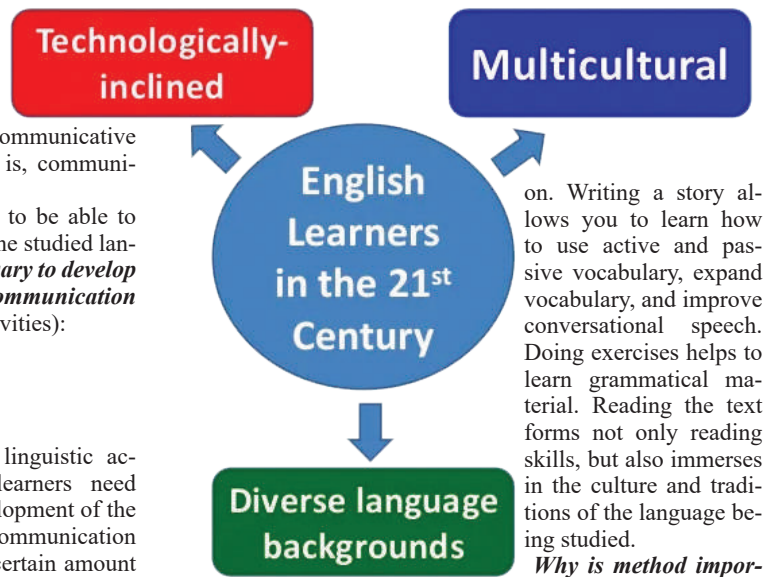 Technologically-
inclined
Multicultural
English
Learners
in the 21st
Century
Diverse language
backgrounds
ommunicative
is, communi-
to be able to
ne studied lan-
ary to develop
ommunication
vities):
linguistic ac-
learners need
lopment of the
ommunication
ertain amount
on. Writing a story al-
lows you to learn how
to use active and pas-
sive vocabulary, expand
vocabulary, and improve
conversational speech.
Doing exercises helps to
learn grammatical ma-
terial. Reading the text
forms not only reading
skills, but also immerses
in the culture and tradi-
tions of the language be-
ing studied.
Why is method impor-